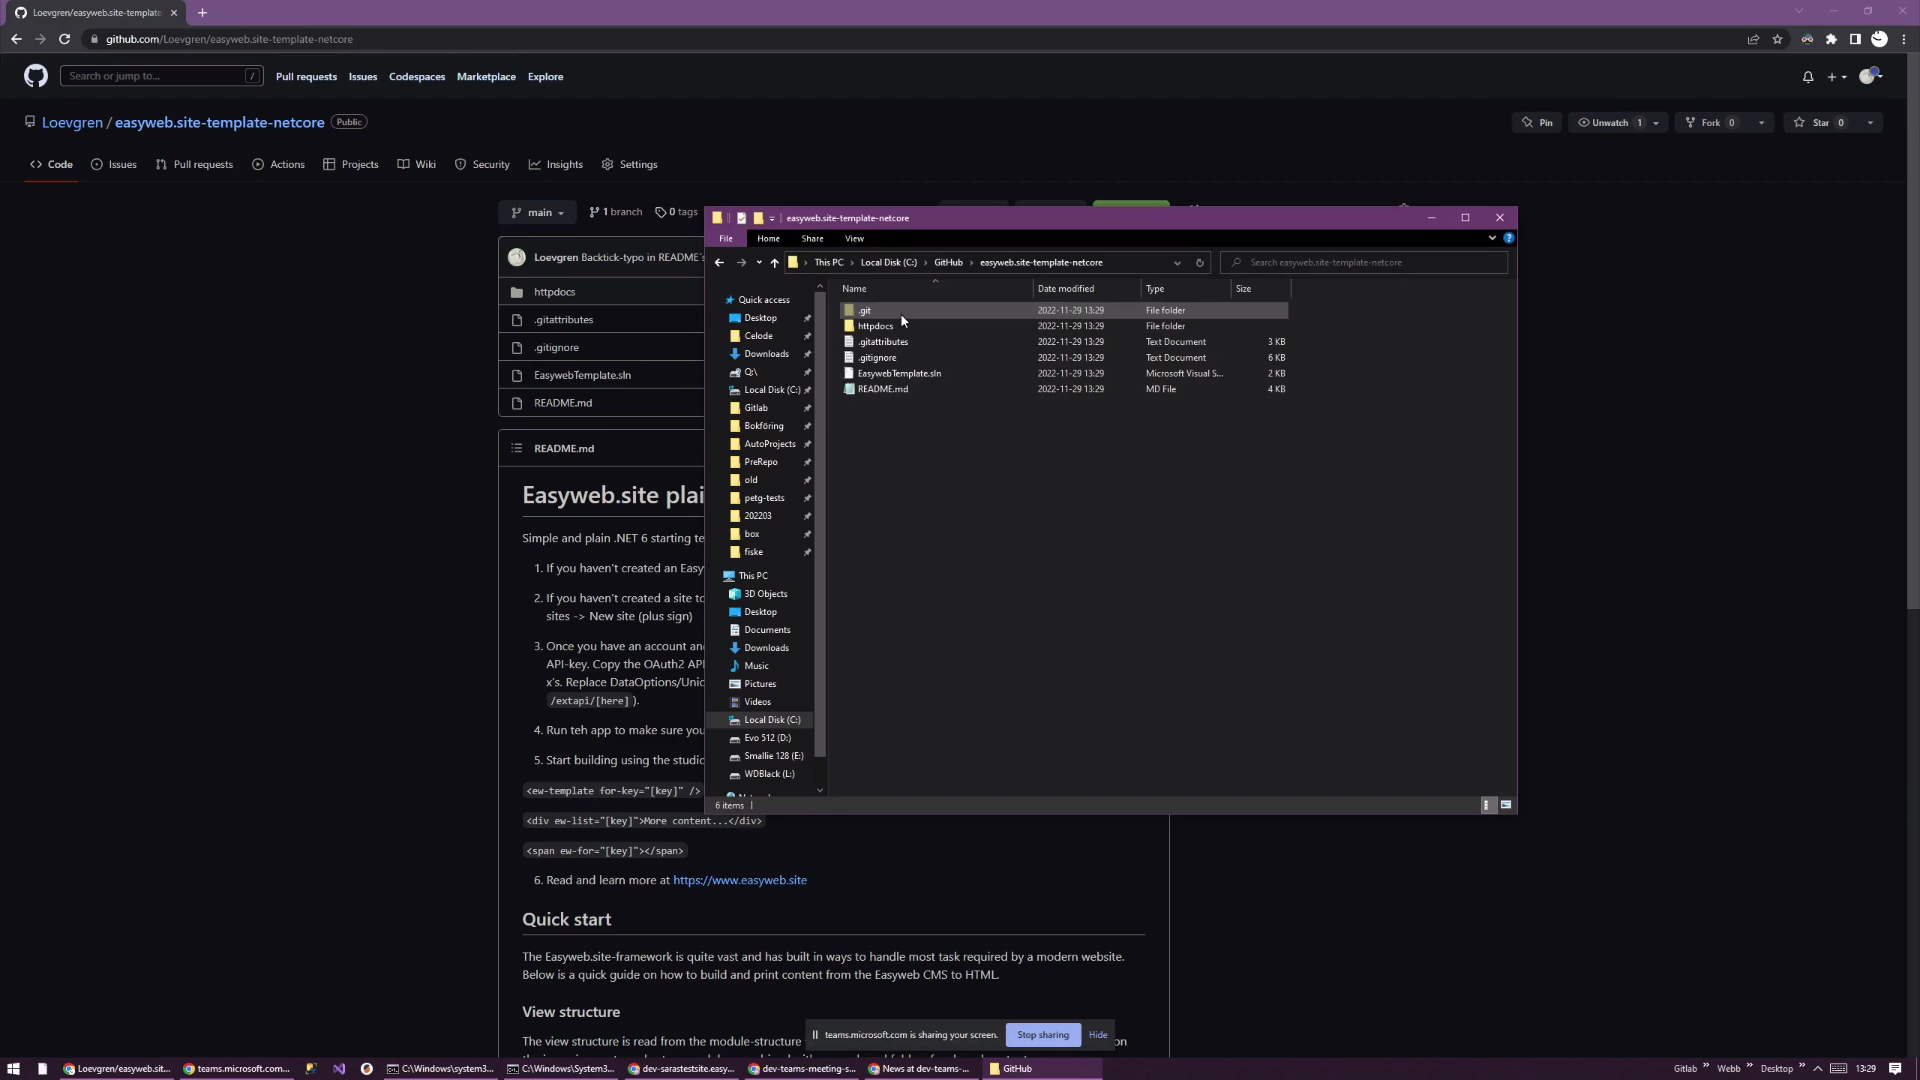 Loevgren/easyweb.site-template-
github.com/Loevgren/easyweb.site-template-netcore
Search or jump to...
/
Pull requests
Issues
Codespaces
Marketplace
Explore
Loevgren / easyweb.site-template-netcore
Public
Pin
Unwatch 1
Fork 0
Star 0
Code
Issues
Pull requests
Actions
Projects
Wiki
Security
Insights
Settings
main
1 branch
0 tags
Loevgren Backtick-typo in README's
httpdocs
.gitattributes
.gitignore
EasywebTemplate.sln
README.md
README.md
Easyweb.site plai
Simple and plain .NET 6 starting te
1. If you haven't created an Easy
2. If you haven't created a site to
sites -> New site (plus sign)
3. Once you have an account and
API-key. Copy the OAuth2 API
x's. Replace DataOptions/Unic
/extapi/[here] ).
4. Run teh app to make sure you
5. Start building using the studio
<ew-template for-key="[key]" />
<div ew-list="[key]">More content...</div>
<span ew-for="[key]"></span>
6. Read and learn more at https://www.easyweb.site
Quick start
The Easyweb.site-framework is quite vast and has built in ways to handle most task required by a modern website.
Below is a quick guide on how to build and print content from the Easyweb CMS to HTML.
View structure
The view structure is read from the module-structure
on
easyweb.site-template-netcore
File
Home
Share
View
This PC
Local Disk (C:)
GitHub
easyweb.site-template-netcore
Search easyweb.site-template-netcore
Quick access
Desktop
Celode
Downloads
Q:\
Local Disk (C:)
Gitlab
Bokföring
AutoProjects
PreRepo
old
petg-tests
202203
box
fiske
This PC
3D Objects
Desktop
Documents
Downloads
Music
Pictures
Videos
Local Disk (C:)
Evo 512 (D:)
Smallie 128 (E:)
WDBlack (L:)
Name Date modified Type Size
.git 2022-11-29 13:29 File folder
httpdocs 2022-11-29 13:29 File folder
.gitattributes 2022-11-29 13:29 Text Document 3 KB
.gitignore 2022-11-29 13:29 Text Document 6 KB
EasywebTemplate.sln 2022-11-29 13:29 Microsoft Visual S... 2 KB
README.md 2022-11-29 13:29 MD File 4 KB
6 items
teams.microsoft.com is sharing your screen.
Stop sharing
Hide
Loevgren/easyweb.sit...
teams.microsoft.com...
C:\Windows\system3...
C:\Windows\System3...
dev-sarastestsite.easy...
dev-teams-meeting-s...
News at dev-teams-...
GitHub
Gitlab
Webb
Desktop
13:29